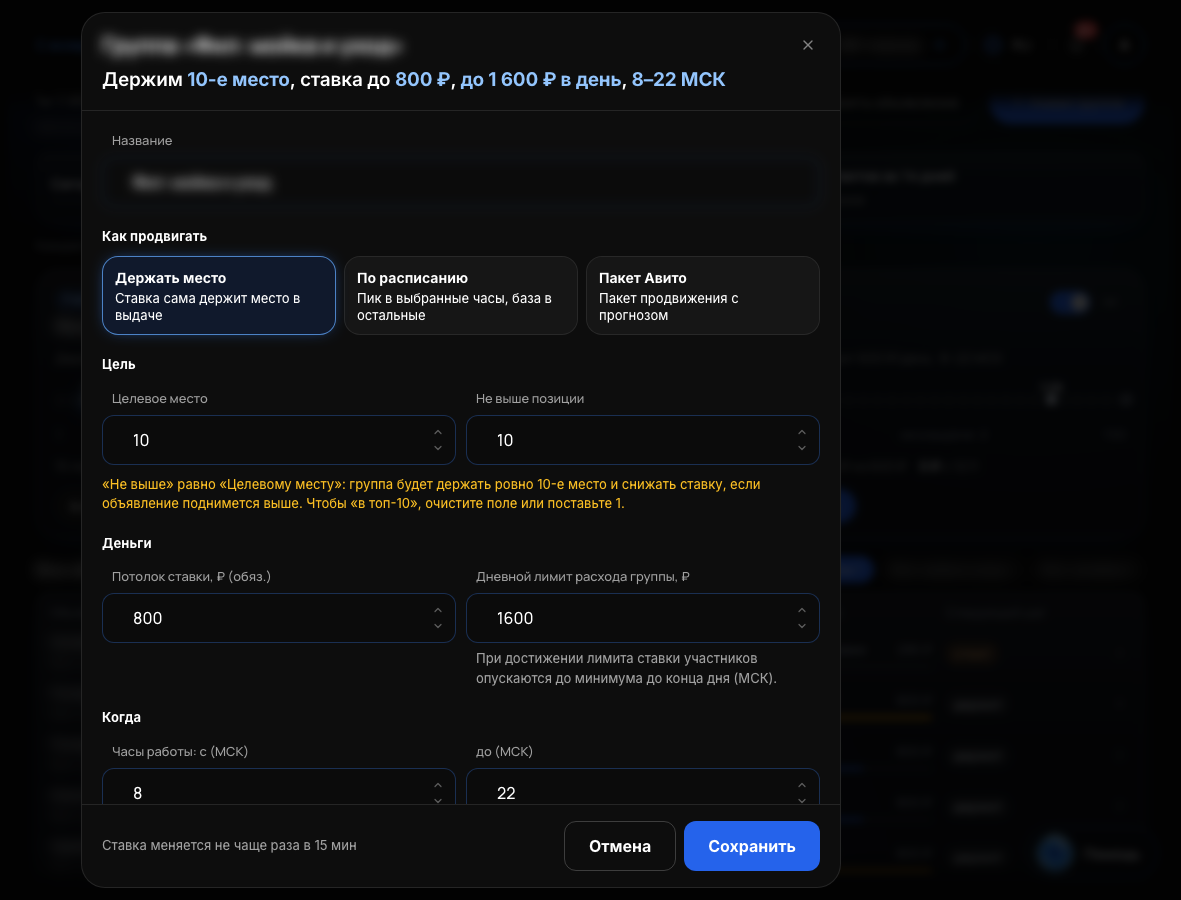 Держим 10-е место, ставка до 800 ₽, до 1 600 ₽ в день, 8–22 МСК
Название
Как продвигать
Держать место
Ставка сама держит место в
выдаче
По расписанию
Пик в выбранные часы, база в
остальные
Пакет Авито
Пакет продвижения с
прогнозом
Цель
Целевое место
Не выше позиции
10
10
«Не выше» равно «Целевому месту»: группа будет держать ровно 10-е место и снижать ставку, если
объявление поднимется выше. Чтобы «в топ-10», очистите поле или поставьте 1.
Деньги
Потолок ставки, ₽ (обяз.)
Дневной лимит расхода группы, ₽
800
1600
При достижении лимита ставки участников
опускаются до минимума до конца дня (МСК).
Когда
Часы работы: с (МСК)
до (МСК)
8
22
Ставка меняется не чаще раза в 15 мин
Отмена
Сохранить